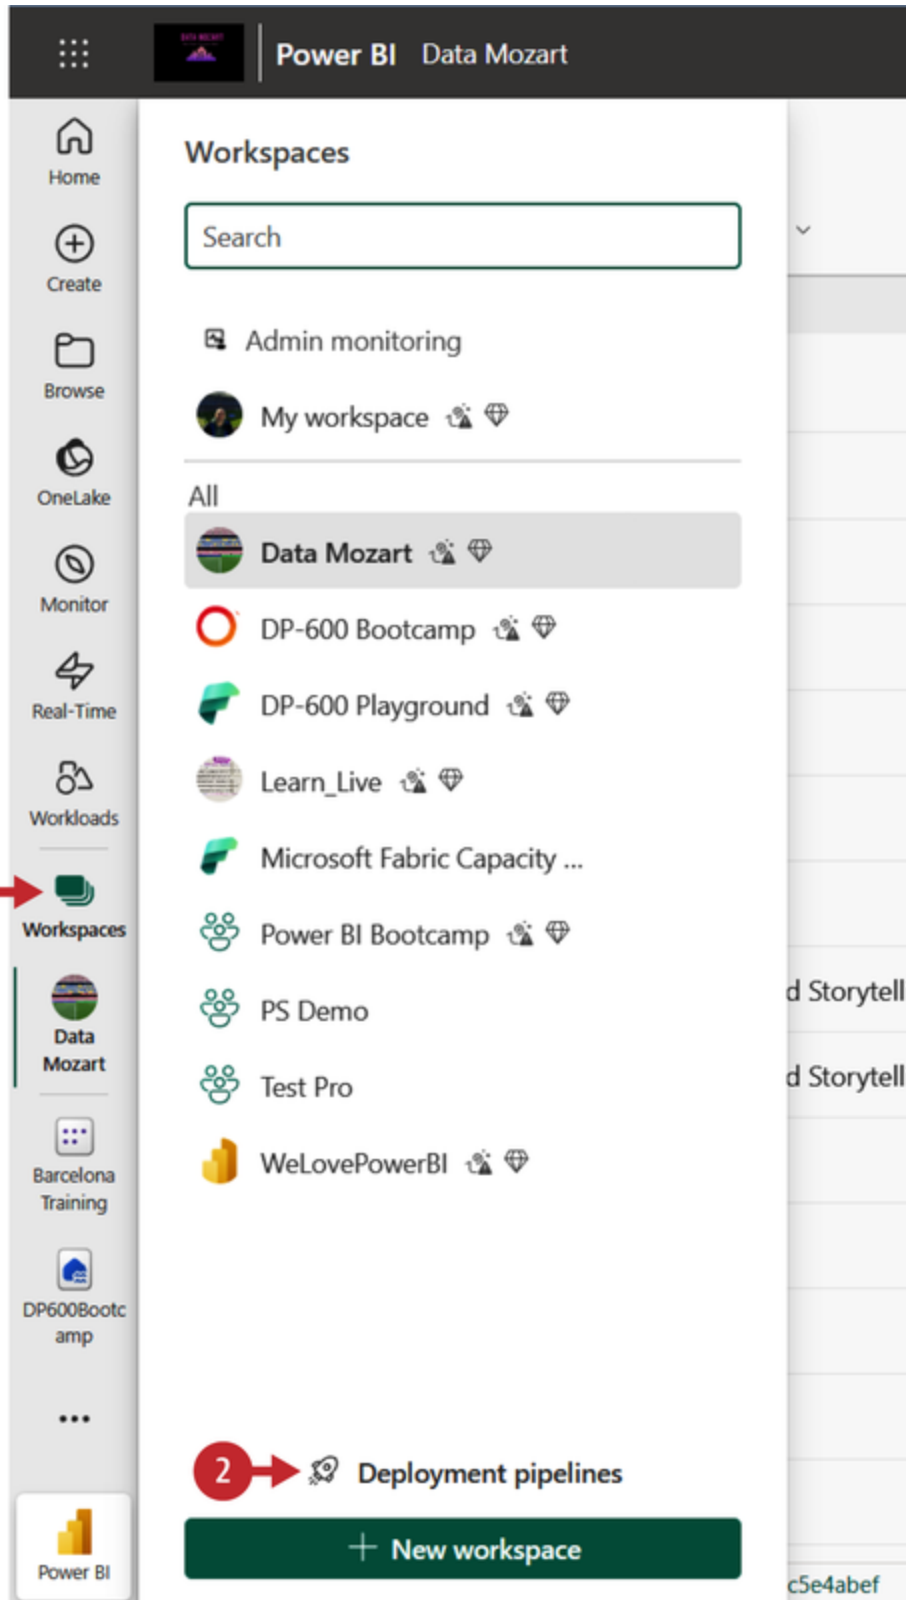 DATA MOZART
Power BI Data Mozart
Home
Create
Browse
OneLake
Monitor
Real-Time
Workloads
Workspaces
Data
Mozart
Barcelona
Training
DP600Bootc
amp
...
Power BI
Workspaces
Search
Admin monitoring
My workspace
All
Data Mozart
DP-600 Bootcamp
DP-600 Playground
Learn_Live
Microsoft Fabric Capacity ...
Power BI Bootcamp
PS Demo
Test Pro
WeLovePowerBI
2 Deployment pipelines
+ New workspace
d Storytell
d Storytell
c5e4abef